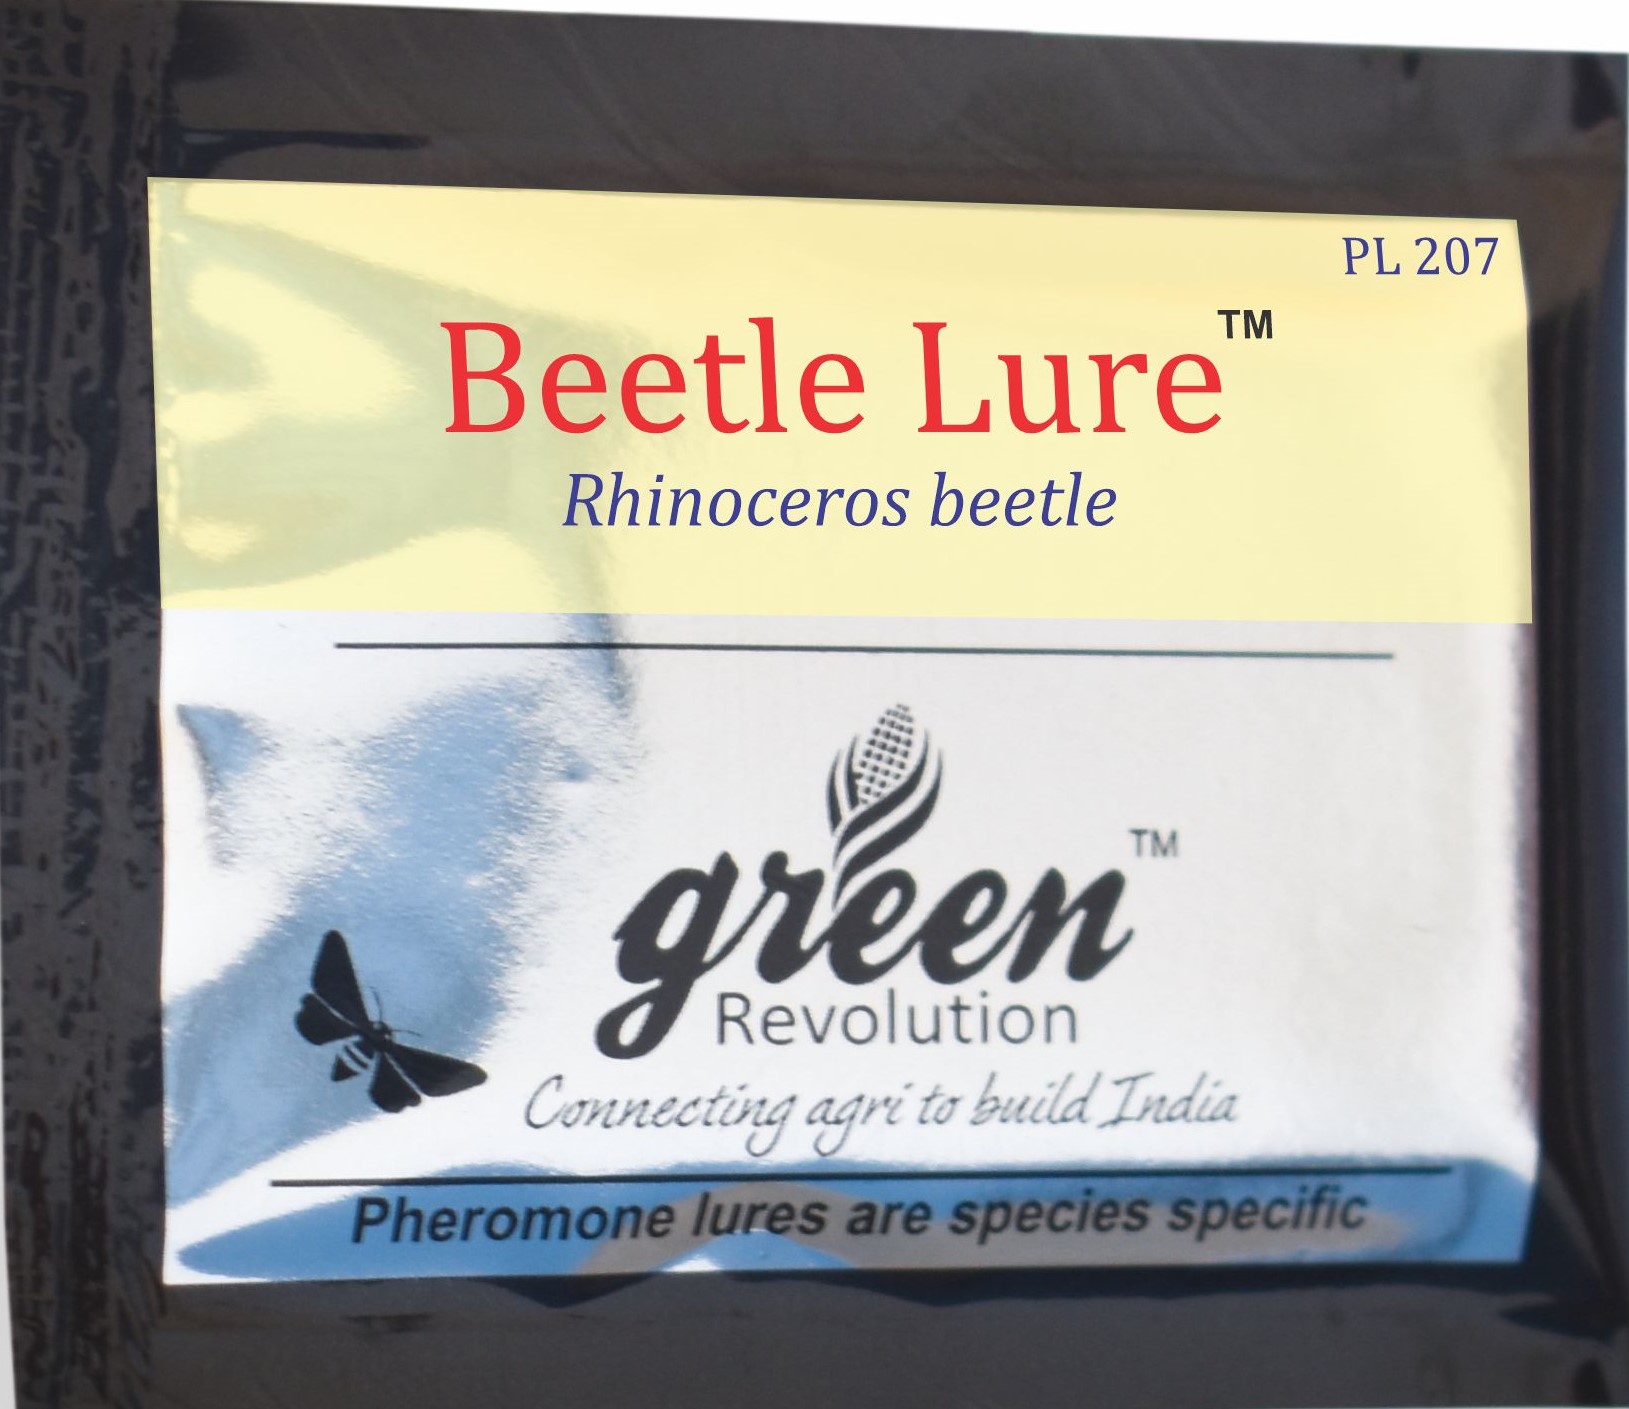 PL 207
Beetle Lure™
Rhinoceros beetle
green™
Revolution
Connecting agri to build India
Pheromone lures are species specific